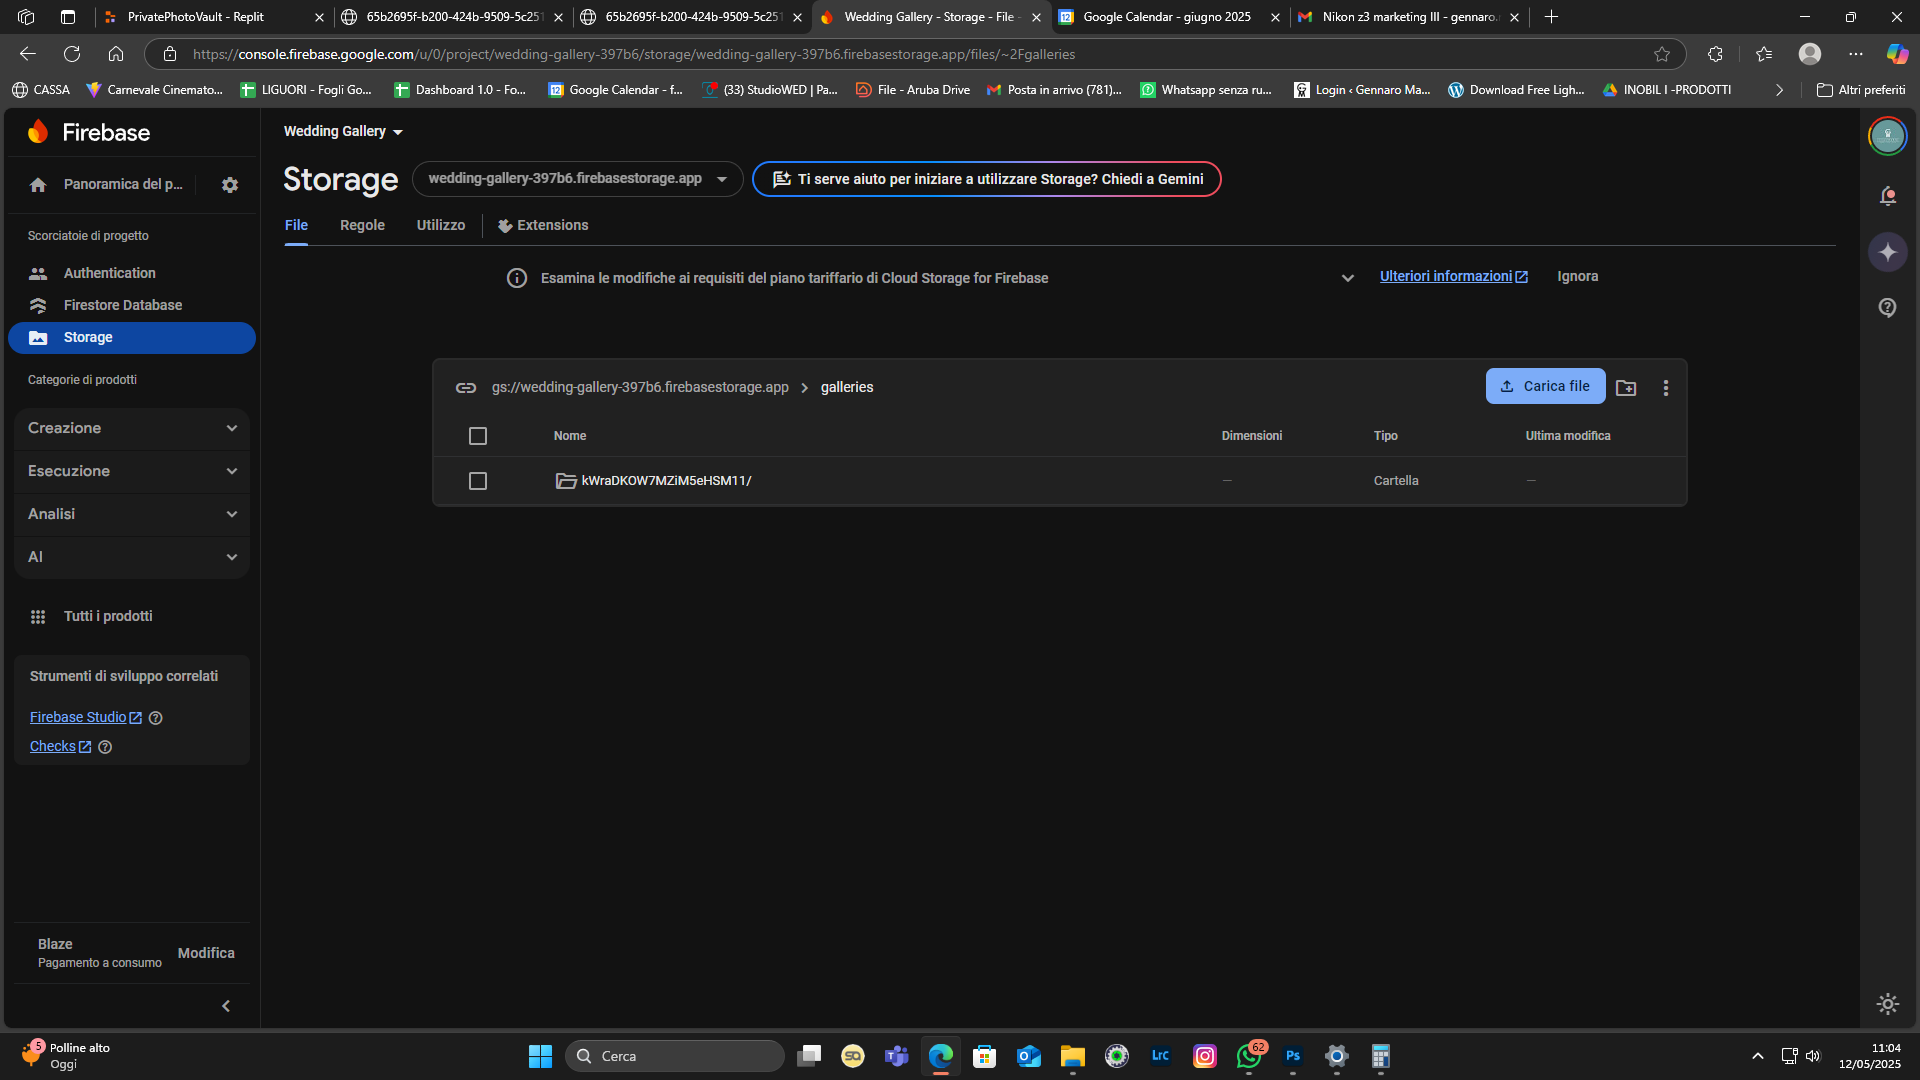 PrivatePhotoVault - Replit
65b2695f-b200-424b-9509-5c251
65b2695f-b200-424b-9509-5c251
Wedding Gallery - Storage - File -
Google Calendar - giugno 2025
Nikon z3 marketing III - gennaro.
https://console.firebase.google.com/u/0/project/wedding-gallery-397b6/storage/wedding-gallery-397b6.firebasestorage.app/files/~2Fgalleries
CASSA
Carnevale Cinemato...
LIGUORI - Fogli Go...
Dashboard 1.0 - Fo...
Google Calendar - f...
(33) StudioWED | Pa...
File - Aruba Drive
Posta in arrivo (781)...
Whatsapp senza ru...
Login ‹ Gennaro Ma...
Download Free Ligh...
INOBIL I -PRODOTTI
Altri preferiti
Firebase
Panoramica del p...
Scorciatoie di progetto
Authentication
Firestore Database
Storage
Categorie di prodotti
Creazione
Esecuzione
Analisi
AI
Tutti i prodotti
Strumenti di sviluppo correlati
Firebase Studio
Checks
Blaze
Pagamento a consumo
Modifica
Wedding Gallery
Storage
wedding-gallery-397b6.firebasestorage.app
Ti serve aiuto per iniziare a utilizzare Storage? Chiedi a Gemini
File
Regole
Utilizzo
Extensions
Esamina le modifiche ai requisiti del piano tariffario di Cloud Storage for Firebase
Ulteriori informazioni
Ignora
gs://wedding-gallery-397b6.firebasestorage.app
galleries
Carica file
Nome
Dimensioni
Tipo
Ultima modifica
kWraDKOW7MZiM5eHSM11/
—
Cartella
—
5
Polline alto
Oggi
Cerca
SQ
LrC
62
Ps
11:04
12/05/2025